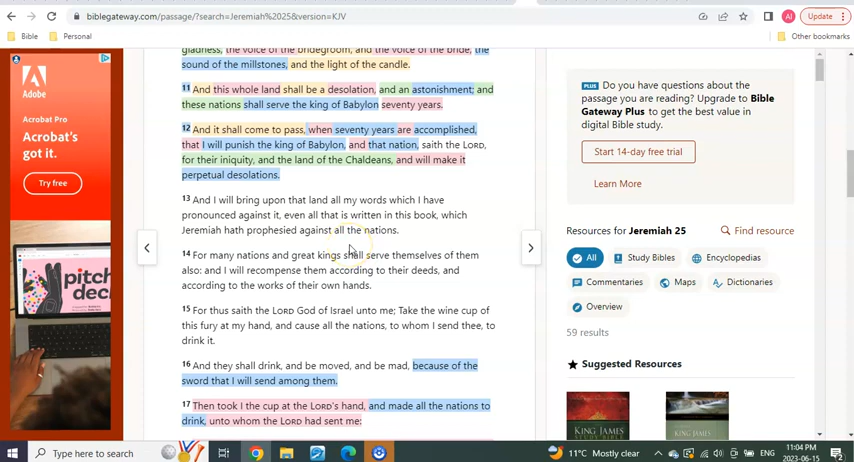 biblegateway.com/passage/?search=Jeremiah%2025&version=KJV
AI
Update
Bible
Personal
Other bookmarks
gladness, the voice of the bridegroom, and the voice of the bride, the
sound of the millstones, and the light of the candle.
11 And this whole land shall be a desolation, and an astonishment; and
these nations shall serve the king of Babylon seventy years.
12 And it shall come to pass, when seventy years are accomplished,
that I will punish the king of Babylon, and that nation, saith the LORD,
for their iniquity, and the land of the Chaldeans, and will make it
perpetual desolations.
13 And I will bring upon that land all my words which I have
pronounced against it, even all that is written in this book, which
Jeremiah hath prophesied against all the nations.
14 For many nations and great kings shall serve themselves of them
also: and I will recompense them according to their deeds, and
according to the works of their own hands.
15 For thus saith the LORD God of Israel unto me; Take the wine cup of
this fury at my hand, and cause all the nations, to whom I send thee, to
drink it.
16 And they shall drink, and be moved, and be mad, because of the
sword that I will send among them.
17 Then took I the cup at the LORD's hand, and made all the nations to
drink, unto whom the LORD had sent me:
Adobe
Acrobat Pro
Acrobat's
got it.
Try free
pitch
deck
PLUS Do you have questions about the
passage you are reading? Upgrade to Bible
Gateway Plus to get the best value in
digital Bible study.
Start 14-day free trial
Learn More
Resources for Jeremiah 25
Find resource
All
Study Bibles
Encyclopedias
Commentaries
Maps
Dictionaries
Overview
59 results
Suggested Resources
KING JAMES
KING JAMES
Type here to search
11°C Mostly clear
ENG
11:04 PM
2023-06-15
2